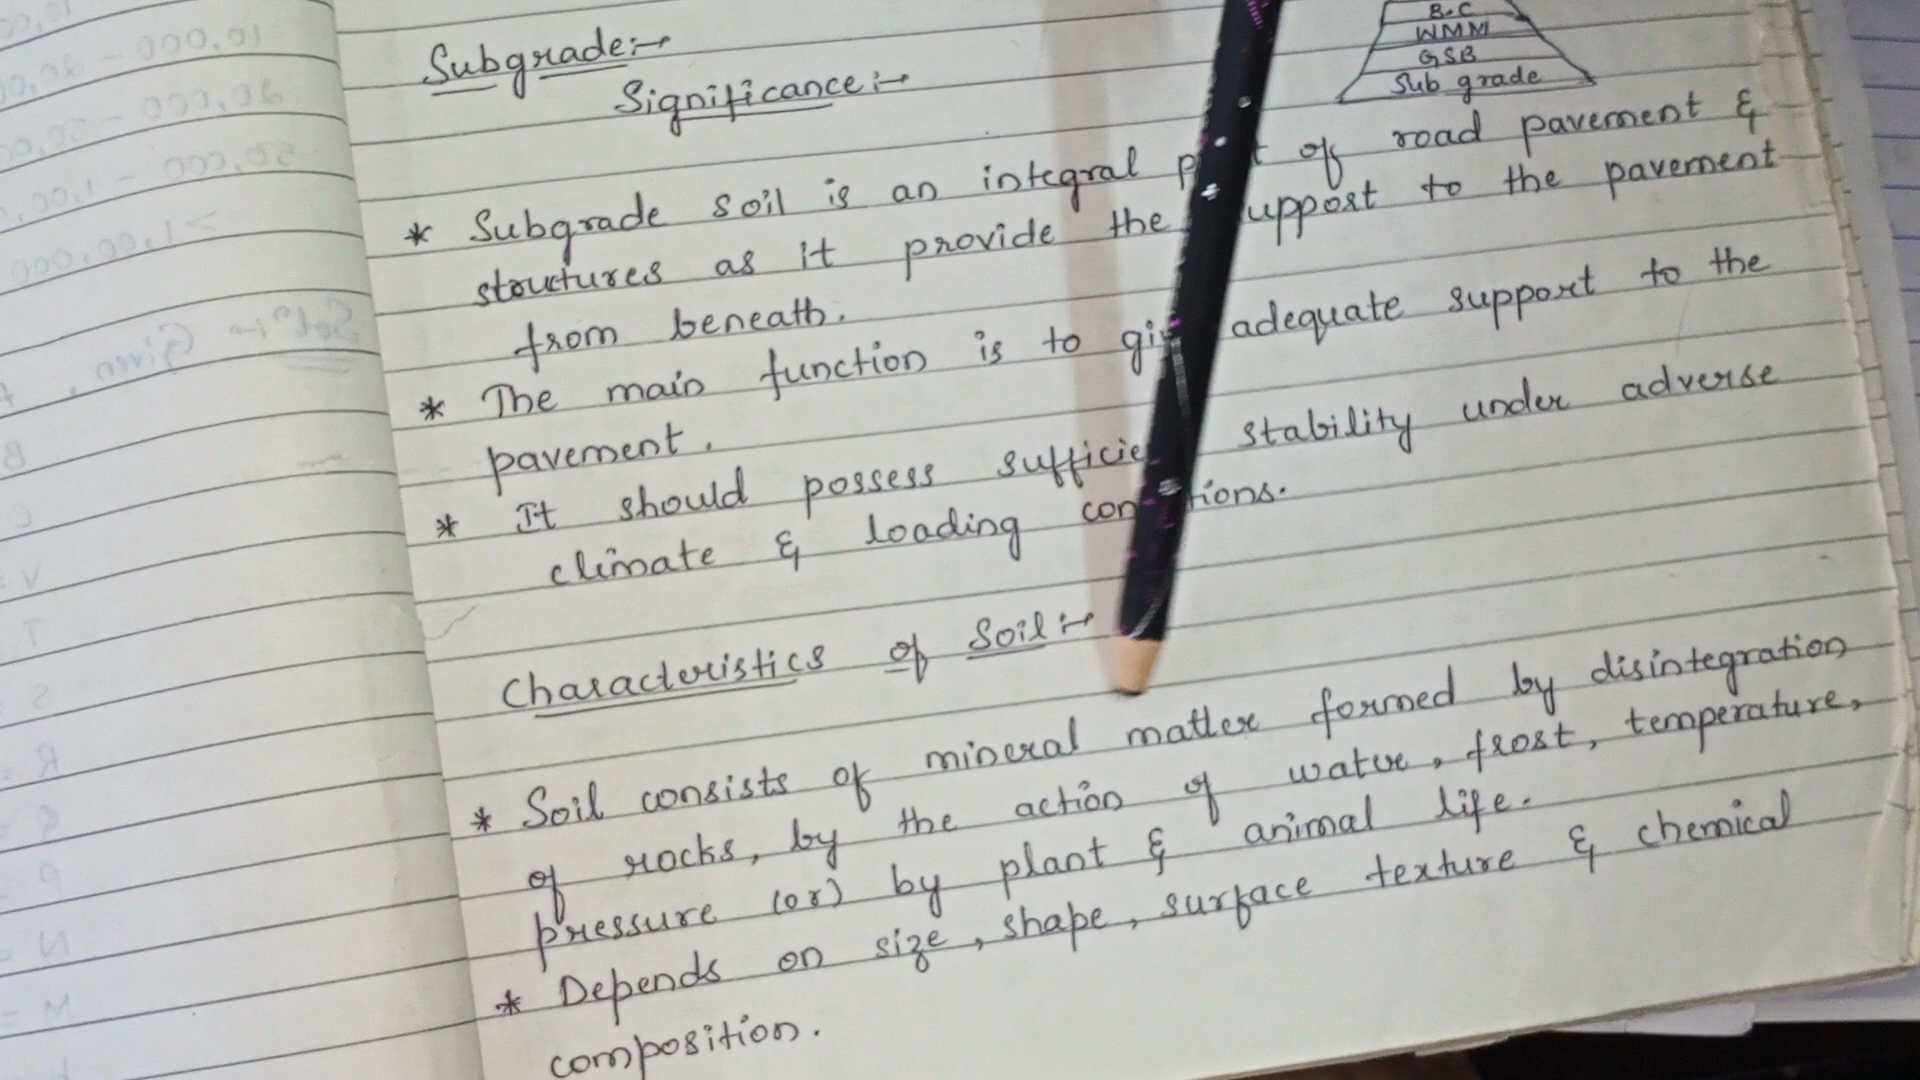 B.C
WMM
GSB
Sub grade
Subgrade:-
Significance:-
* Subgrade soil is an integral of road pavement &
structures as it provide the support to the pavement
from beneath.
* The main function is to give adequate support to the
pavement.
* It should possess sufficient stability under adverse
climate & loading conditions.
Characteristics of Soil:-
* Soil consists of mineral matter formed by disintegration
of rocks, by the action of water, frost, temperature,
pressure (or) by plant & animal life.
* Depends on size, shape, surface texture & chemical
composition.